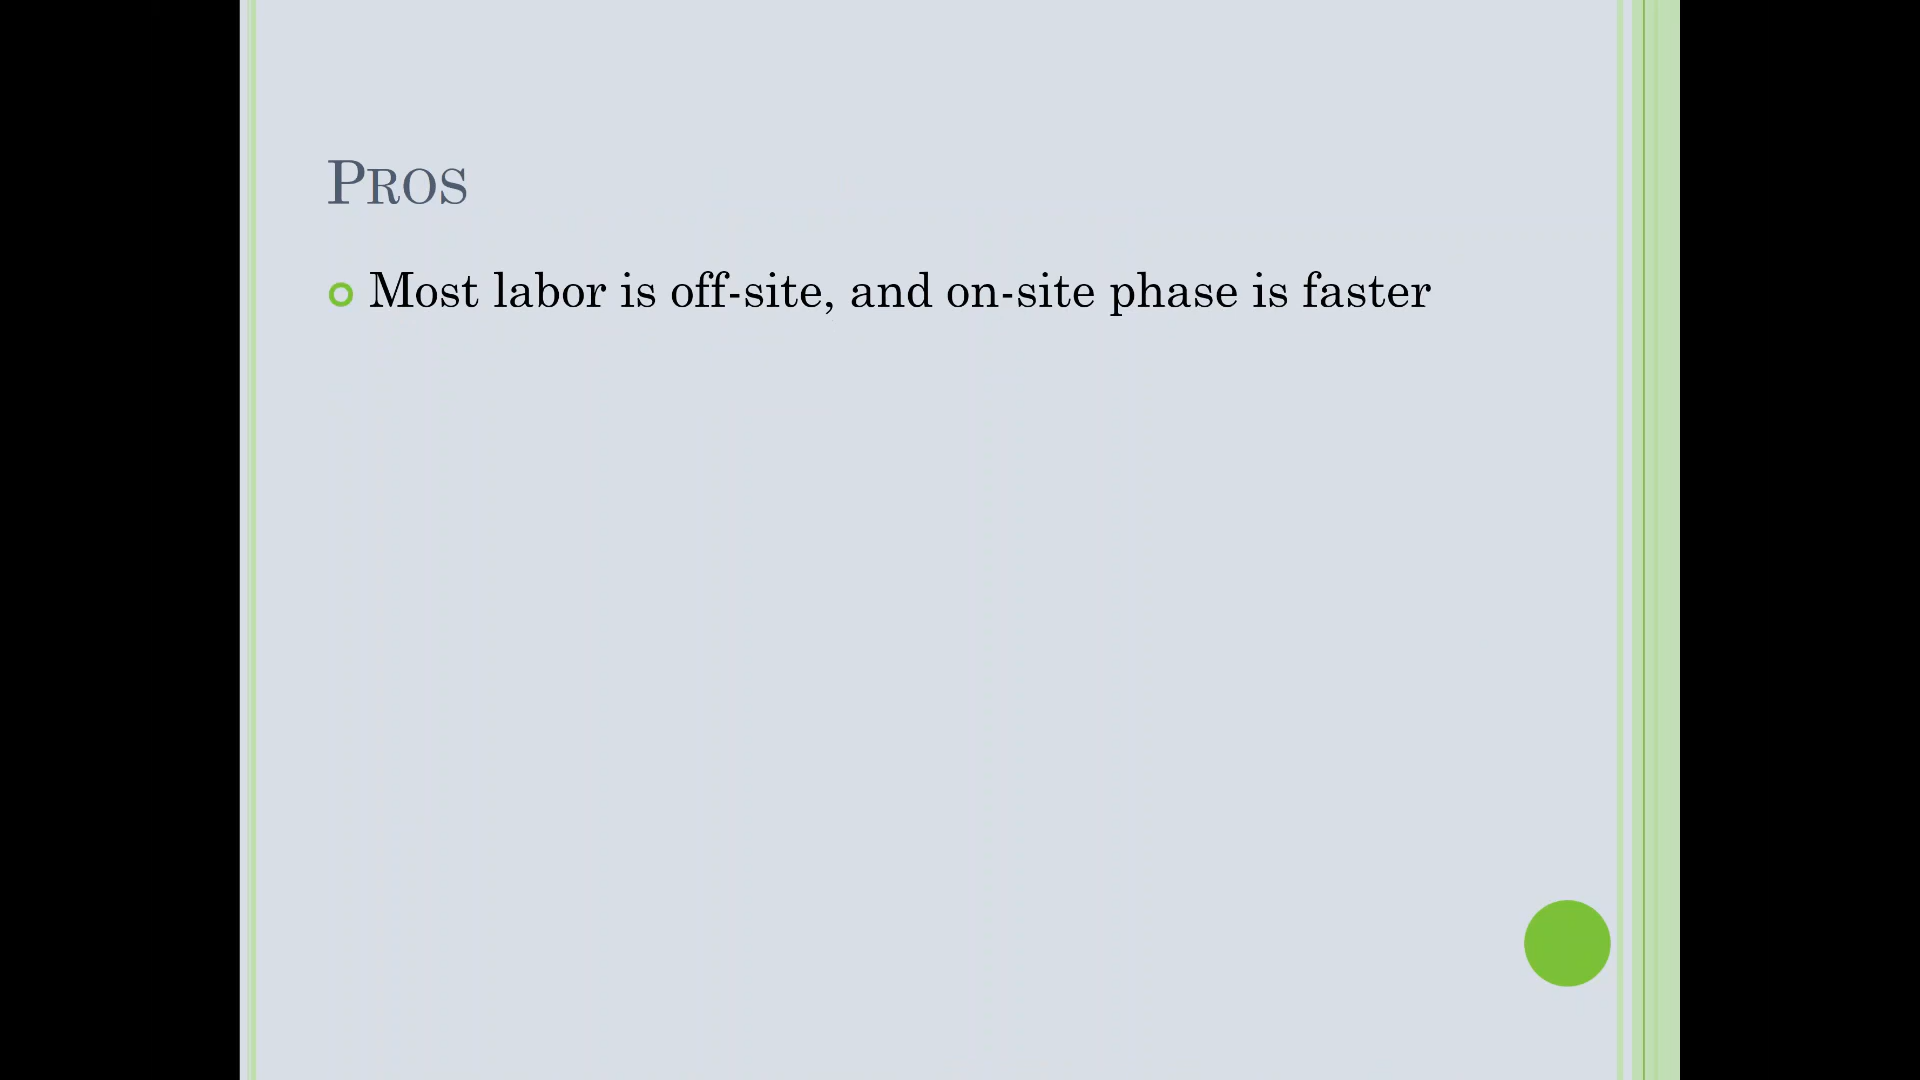 Pros
Most labor is off-site, and on-site phase is faster